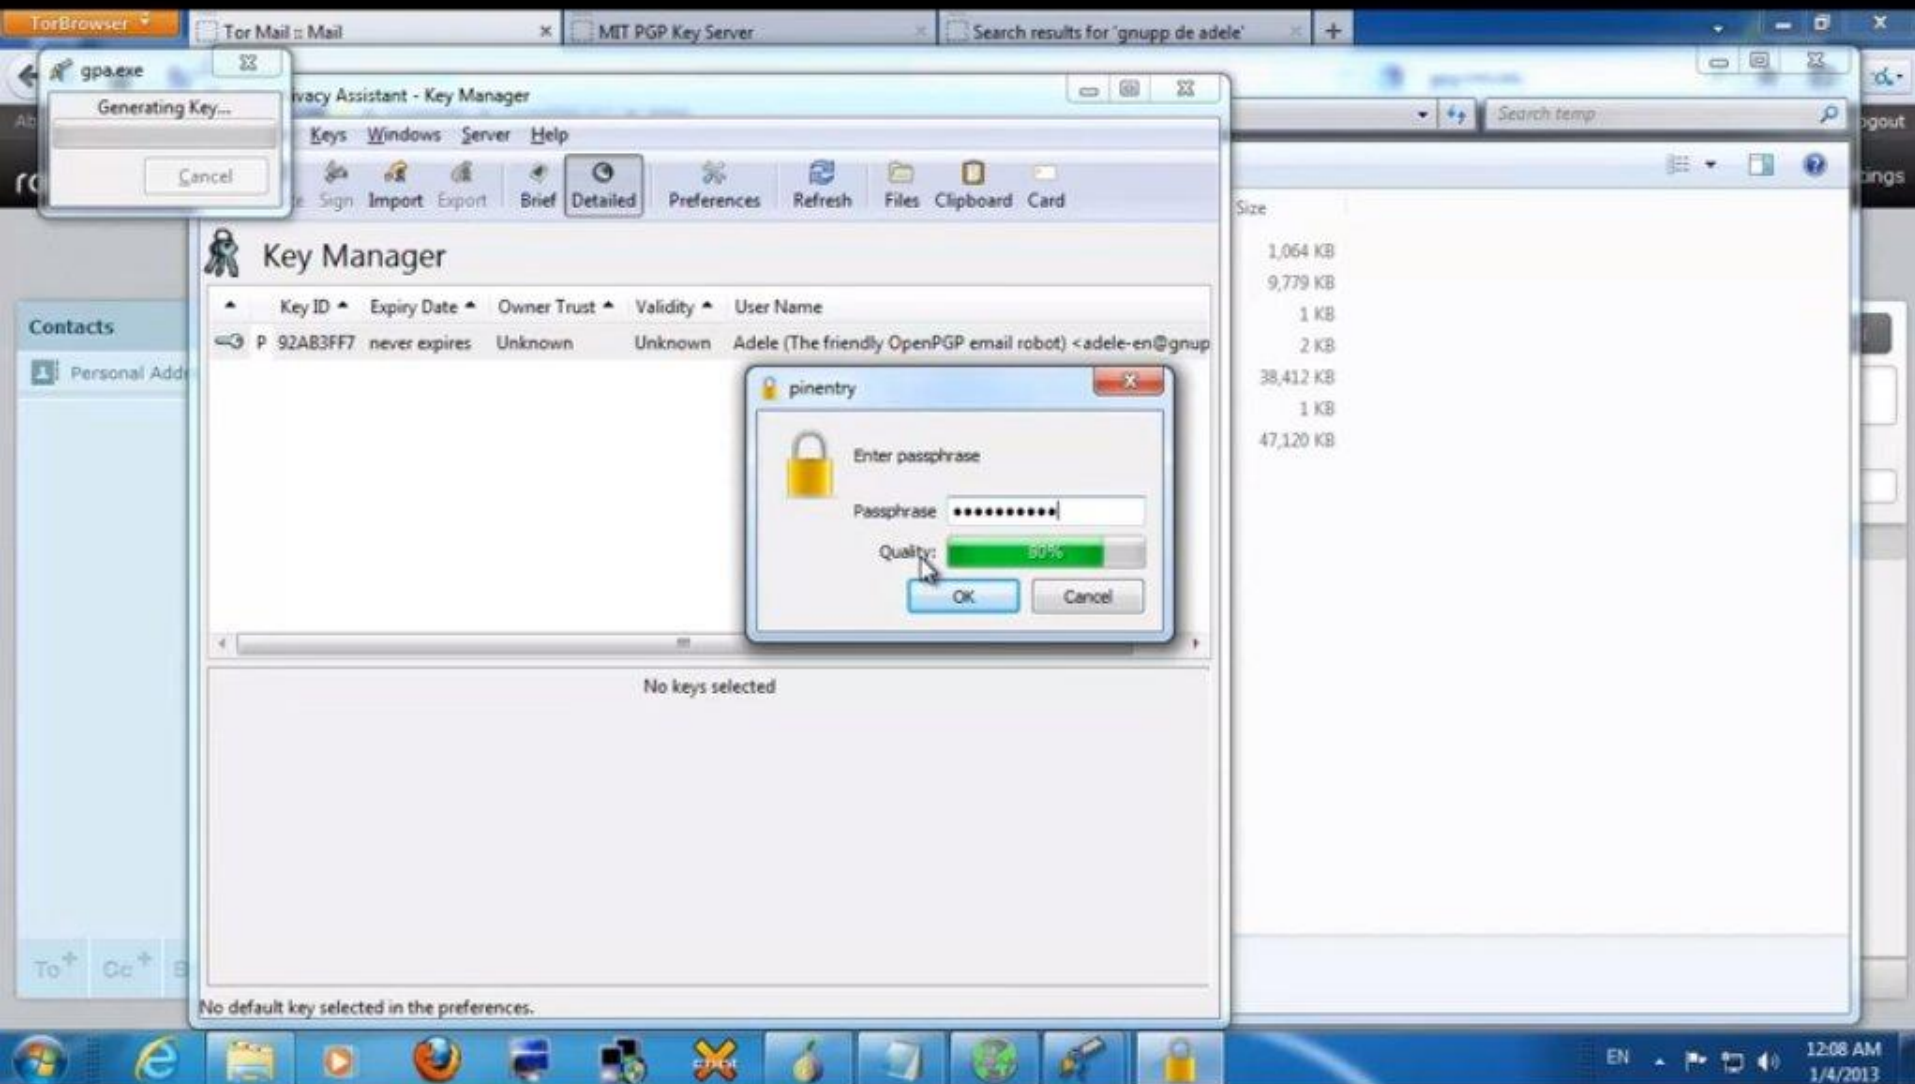 TorBrowser
Tor Mail :: Mail
MIT PGP Key Server
Search results for 'gnupp de adele'
gpa.exe
Generating Key...
Cancel
ivacy Assistant - Key Manager
Keys Windows Server Help
Sign Import Export Brief Detailed Preferences Refresh Files Clipboard Card
Search temp
ogout
ings
Key Manager
Key ID Expiry Date Owner Trust Validity User Name
P 92AB3FF7 never expires Unknown Unknown Adele (The friendly OpenPGP email robot) <adele-en@gnup
Size
1,064 KB
9,779 KB
1 KB
2 KB
38,412 KB
1 KB
47,120 KB
Contacts
Personal Addr
pinentry
Enter passphrase
Passphrase
Quality: 80%
OK Cancel
No keys selected
To+ Cc+ B
No default key selected in the preferences.
EN
12:08 AM
1/4/2013